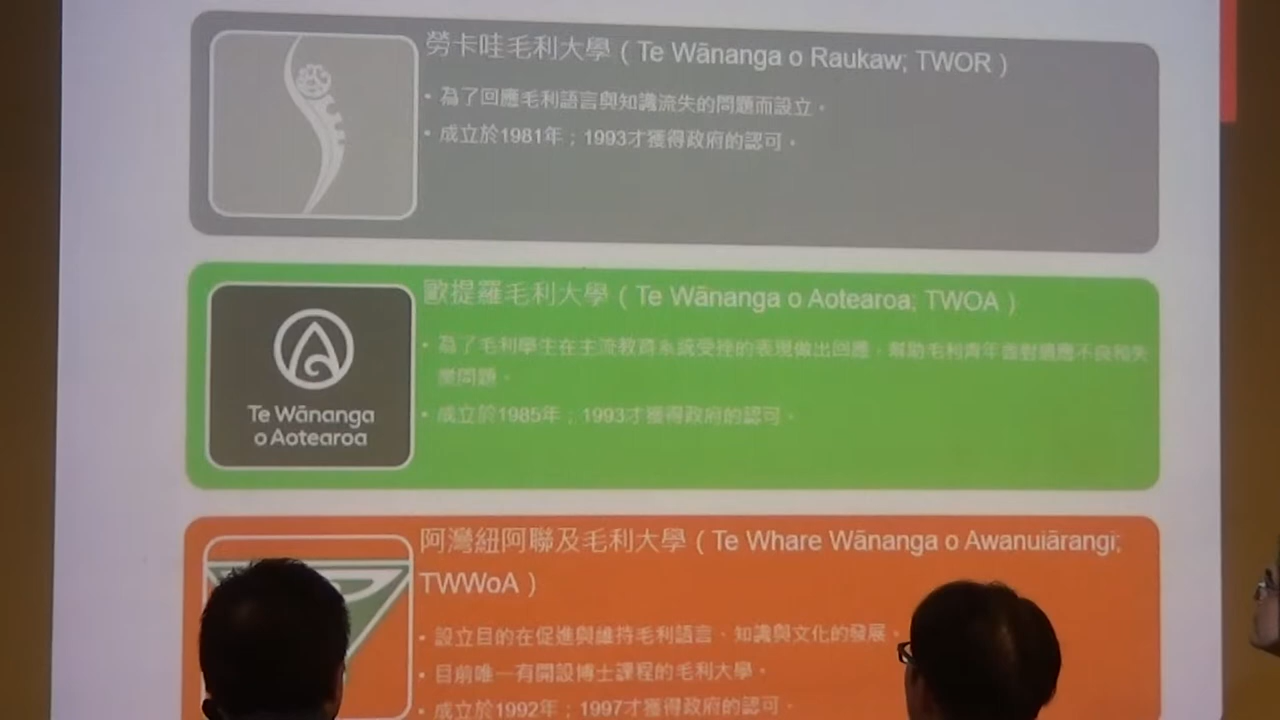 勞卡哇毛利大學（Te Wānanga o Raukaw; TWOR）
• 為了回應毛利語言與知識流失的問題而設立。
• 成立於1981年；1993才獲得政府的認可。
歐提羅毛利大學（Te Wānanga o Aotearoa; TWOA）
Te Wānanga
o Aotearoa
• 為了毛利學生在主流教育系統受挫的表現做出回應，幫助毛利青年面對適應不良和失
業問題。
• 成立於1985年；1993才獲得政府的認可。
阿灣紐阿聯及毛利大學（Te Whare Wānanga o Awanuiārangi;
TWWoA）
• 設立目的在促進與維持毛利語言、知識與文化的發展。
• 目前唯一有開設博士課程的毛利大學。
• 成立於1992年；1997才獲得政府的認可。